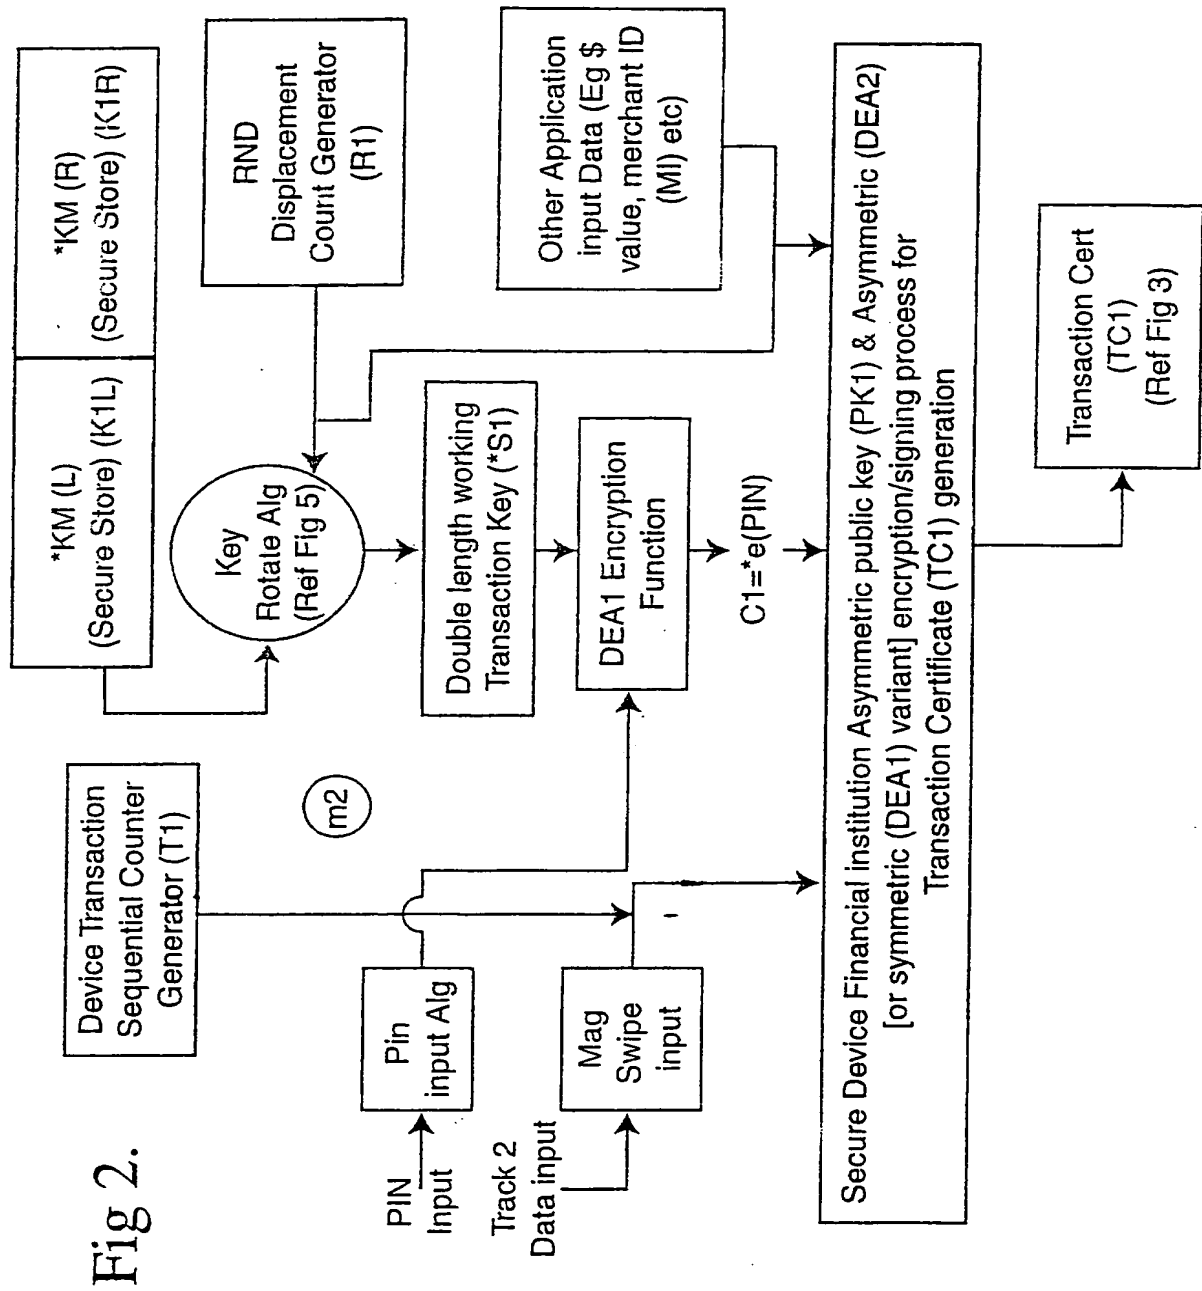 Fig 2.
Device Transaction
Sequential Counter
Generator (T1)
*KM (L)
(Secure Store) (K1L)
*KM (R)
(Secure Store) (K1R)
m2
Key
Rotate Alg
(Ref Fig 5)
RND
Displacement
Count Generator
(R1)
PIN
Input
Pin
input Alg
Double length working
Transaction Key (*S1)
Track 2
Data input
Mag
Swipe
input
DEA1 Encryption
Function
Other Application
input Data (Eg $
value, merchant ID
(MI) etc)
C1=*e(PIN)
Secure Device Financial institution Asymmetric public key (PK1) & Asymmetric (DEA2)
[or symmetric (DEA1) variant] encryption/signing process for
Transaction Certificate (TC1) generation
Transaction Cert
(TC1)
(Ref Fig 3)